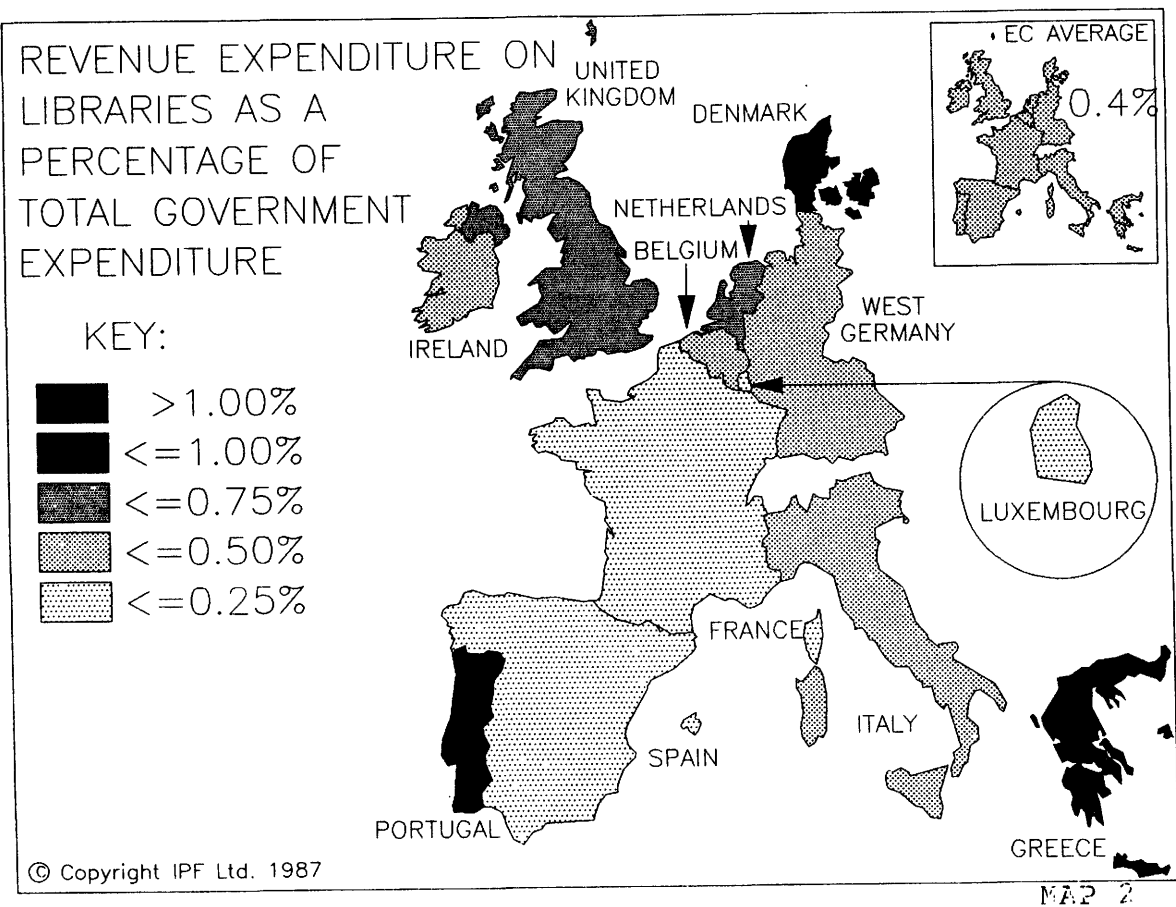 REVENUE EXPENDITURE ON
LIBRARIES AS A
PERCENTAGE OF
TOTAL GOVERNMENT
EXPENDITURE
KEY:
>1.00%
<=1.00%
<=0.75%
<=0.50%
<=0.25%
UNITED
KINGDOM
DENMARK
NETHERLANDS
BELGIUM
IRELAND
WEST
GERMANY
LUXEMBOURG
FRANCE
ITALY
SPAIN
PORTUGAL
GREECE
EC AVERAGE
0.4%
© Copyright IPF Ltd. 1987
MAP 2